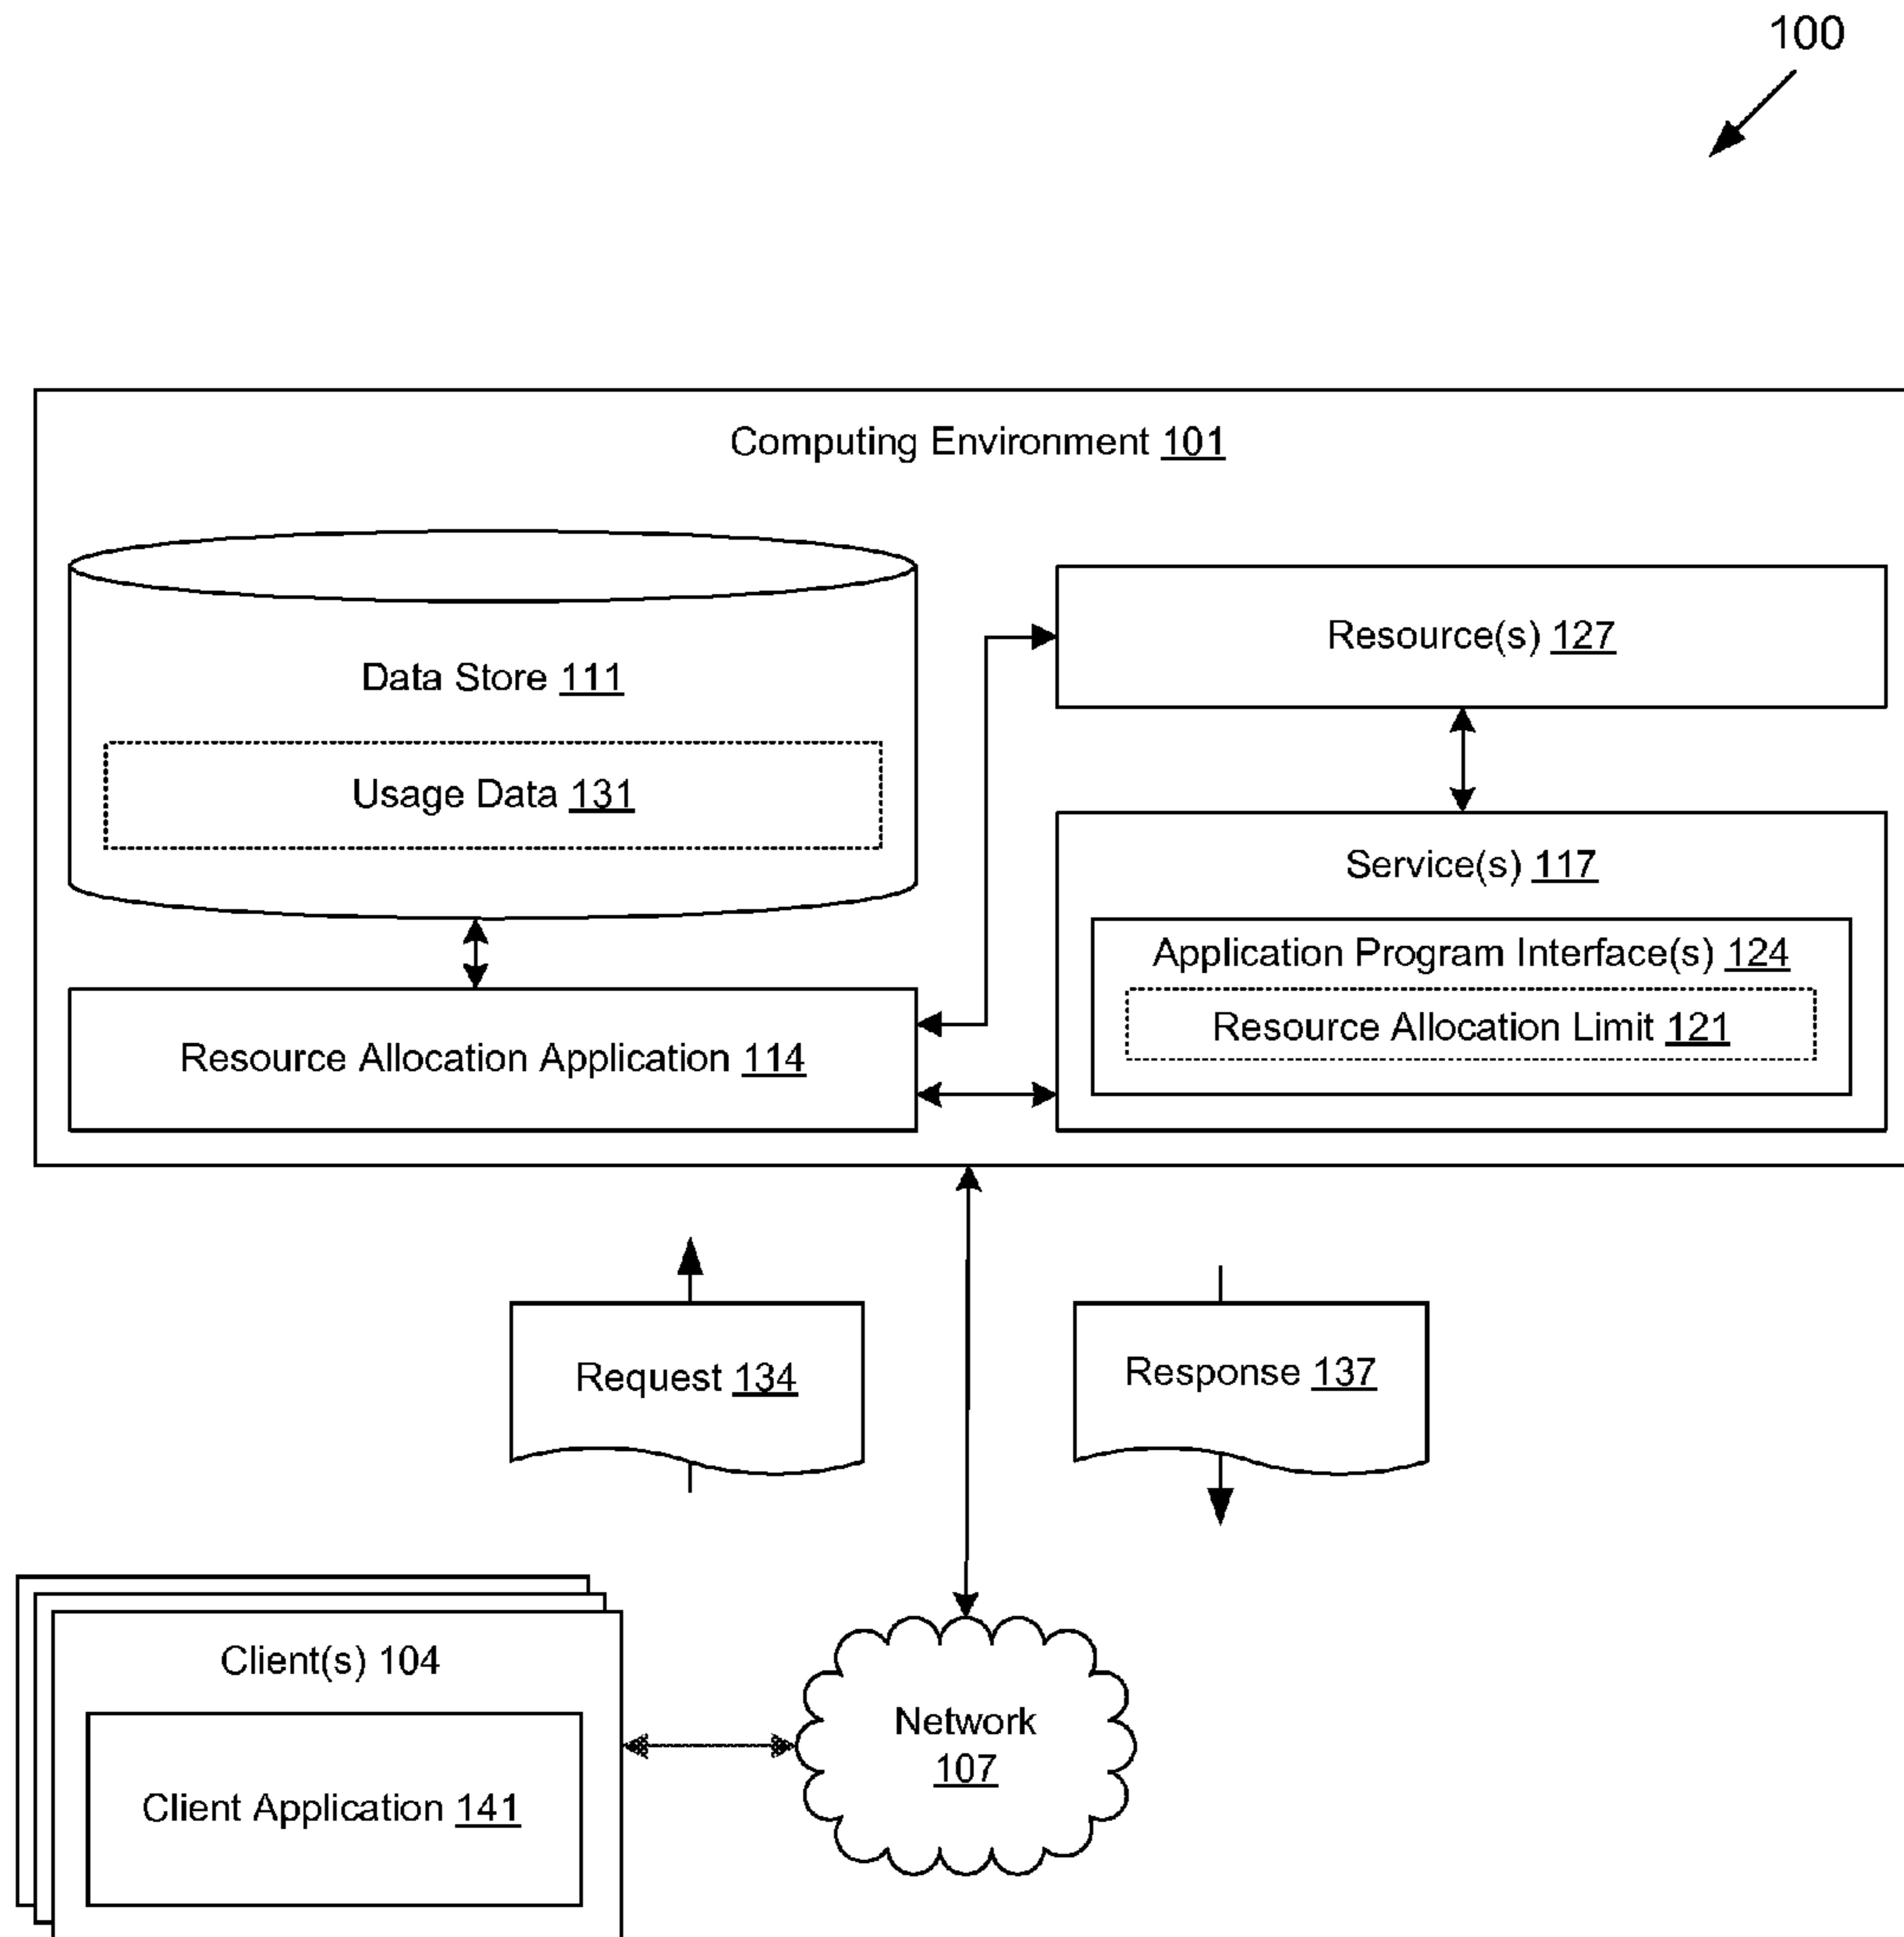 100
Computing Environment 101
Data Store 111
Usage Data 131
Resource(s) 127
Service(s) 117
Application Program Interface(s) 124
Resource Allocation Limit 121
Resource Allocation Application 114
Request 134
Response 137
Client(s) 104
Client Application 141
Network
107